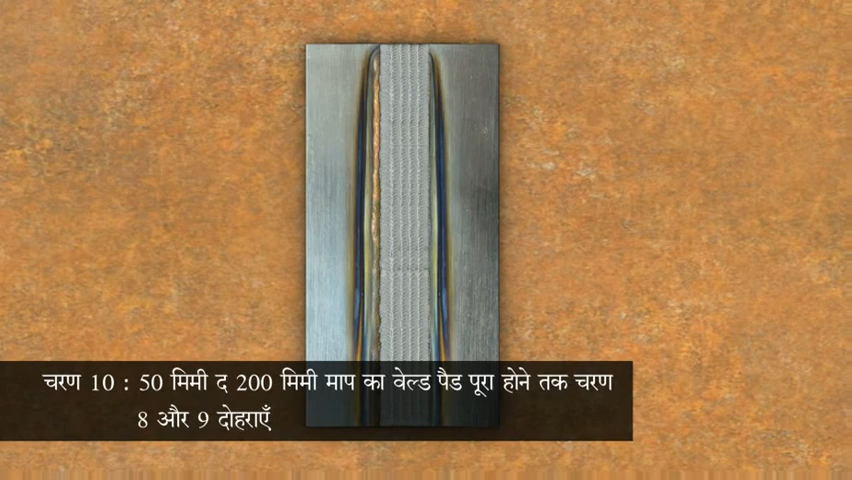 चरण 10 : 50 मिमी द 200 मिमी माप का वेल्ड पैड पूरा होने तक चरण
8 और 9 दोहराएँ